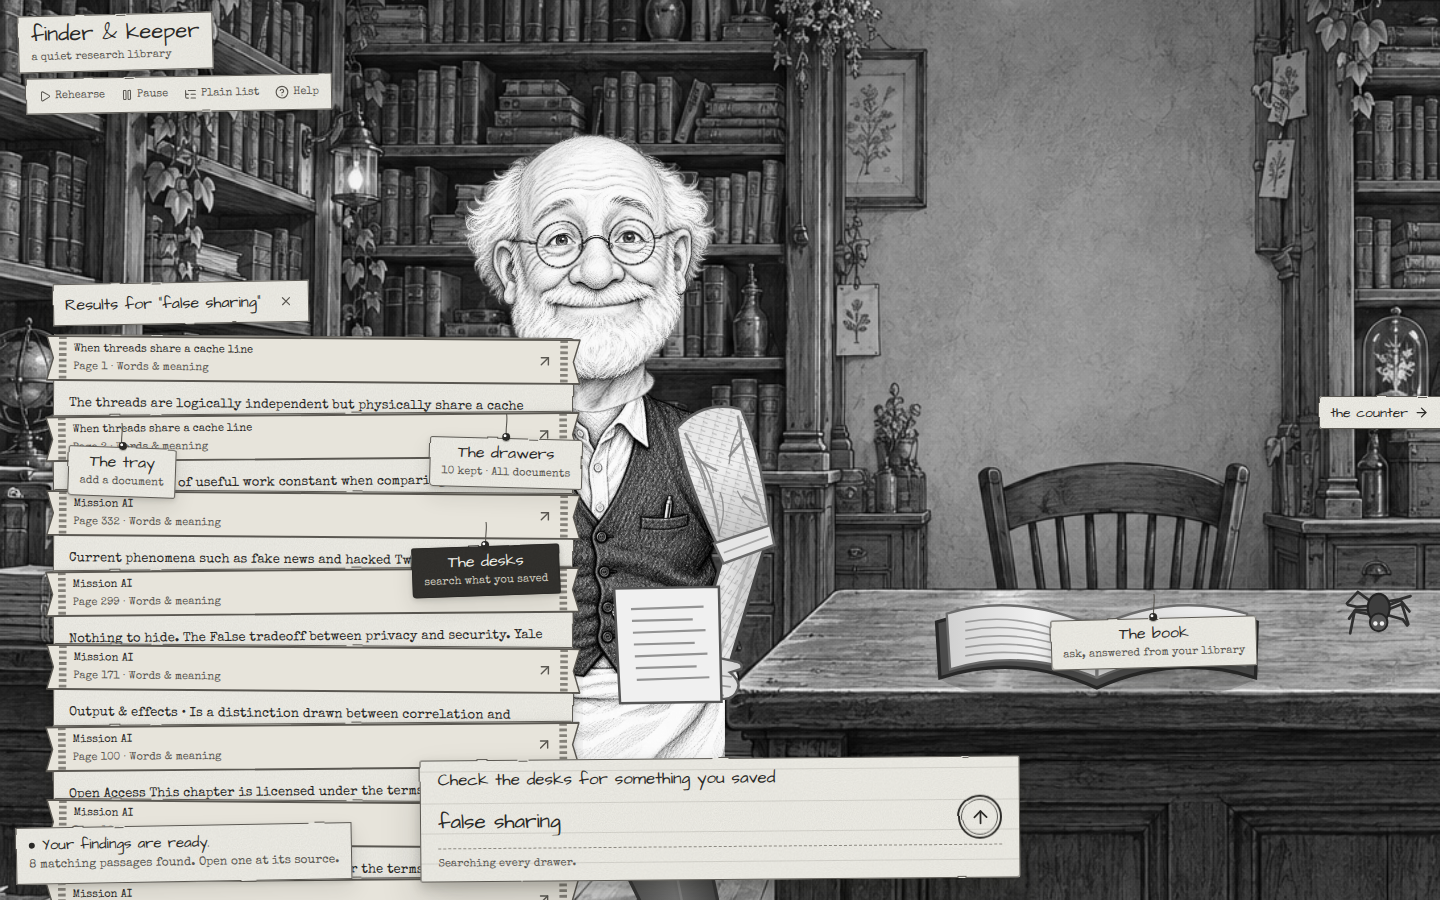 finder & keeper
a quiet research library
Rehearse
Pause
Plain list
Help
Results for "false sharing"
When threads share a cache line
Page 1 · Words & meaning
The threads are logically independent but physically share a cache
When threads share a cache line
& meaning
The tray
add a document
The drawers
10 kept · All documents
of useful work constant when
Mission AI
Page 332 · Words & meaning
Current phenomena such as fake news and hacked
The desks
search what you saved
Mission AI
Page 299 · Words & meaning
Nothing to hide. The False tradeoff between privacy and security. Yale
Mission AI
Page 171 · Words & meaning
Output & effects • Is a distinction drawn between correlation and
Mission AI
Page 100 · Words & meaning
Open Access This chapter is licensed under the terms
Mission AI
the terms
Mission AI
Your findings are ready.
8 matching passages found. Open one at its source.
Check the desks for something you saved
false sharing
Searching every drawer.
The book
ask, answered from your library
the counter